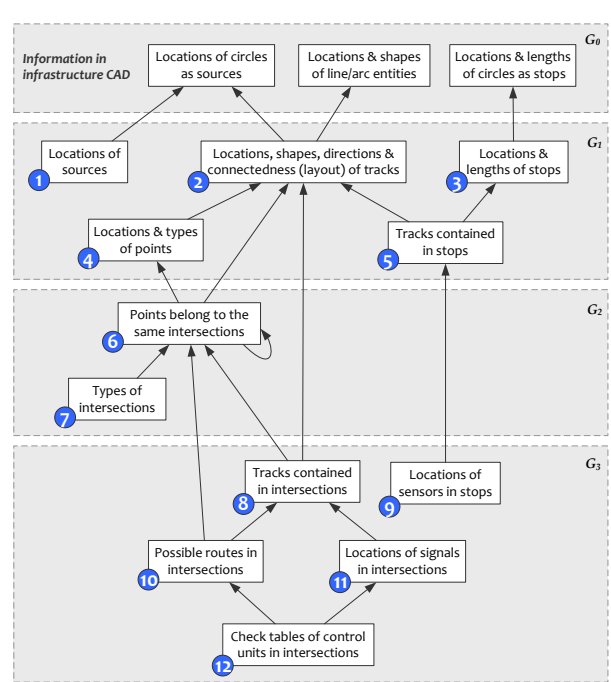 G0
Information in
infrastructure CAD
Locations of circles
as sources
Locations & shapes
of line/arc entities
Locations & lengths
of circles as stops
G1
Locations of
sources
1
Locations, shapes, directions &
connectedness (layout) of tracks
2
Locations &
lengths of stops
3
Locations & types
of points
4
Tracks contained
in stops
5
G2
Points belong to the
same intersections
6
Types of
intersections
7
G3
Tracks contained
in intersections
8
Locations of
sensors in stops
9
Possible routes in
intersections
10
Locations of signals
in intersections
11
Check tables of control
units in intersections
12